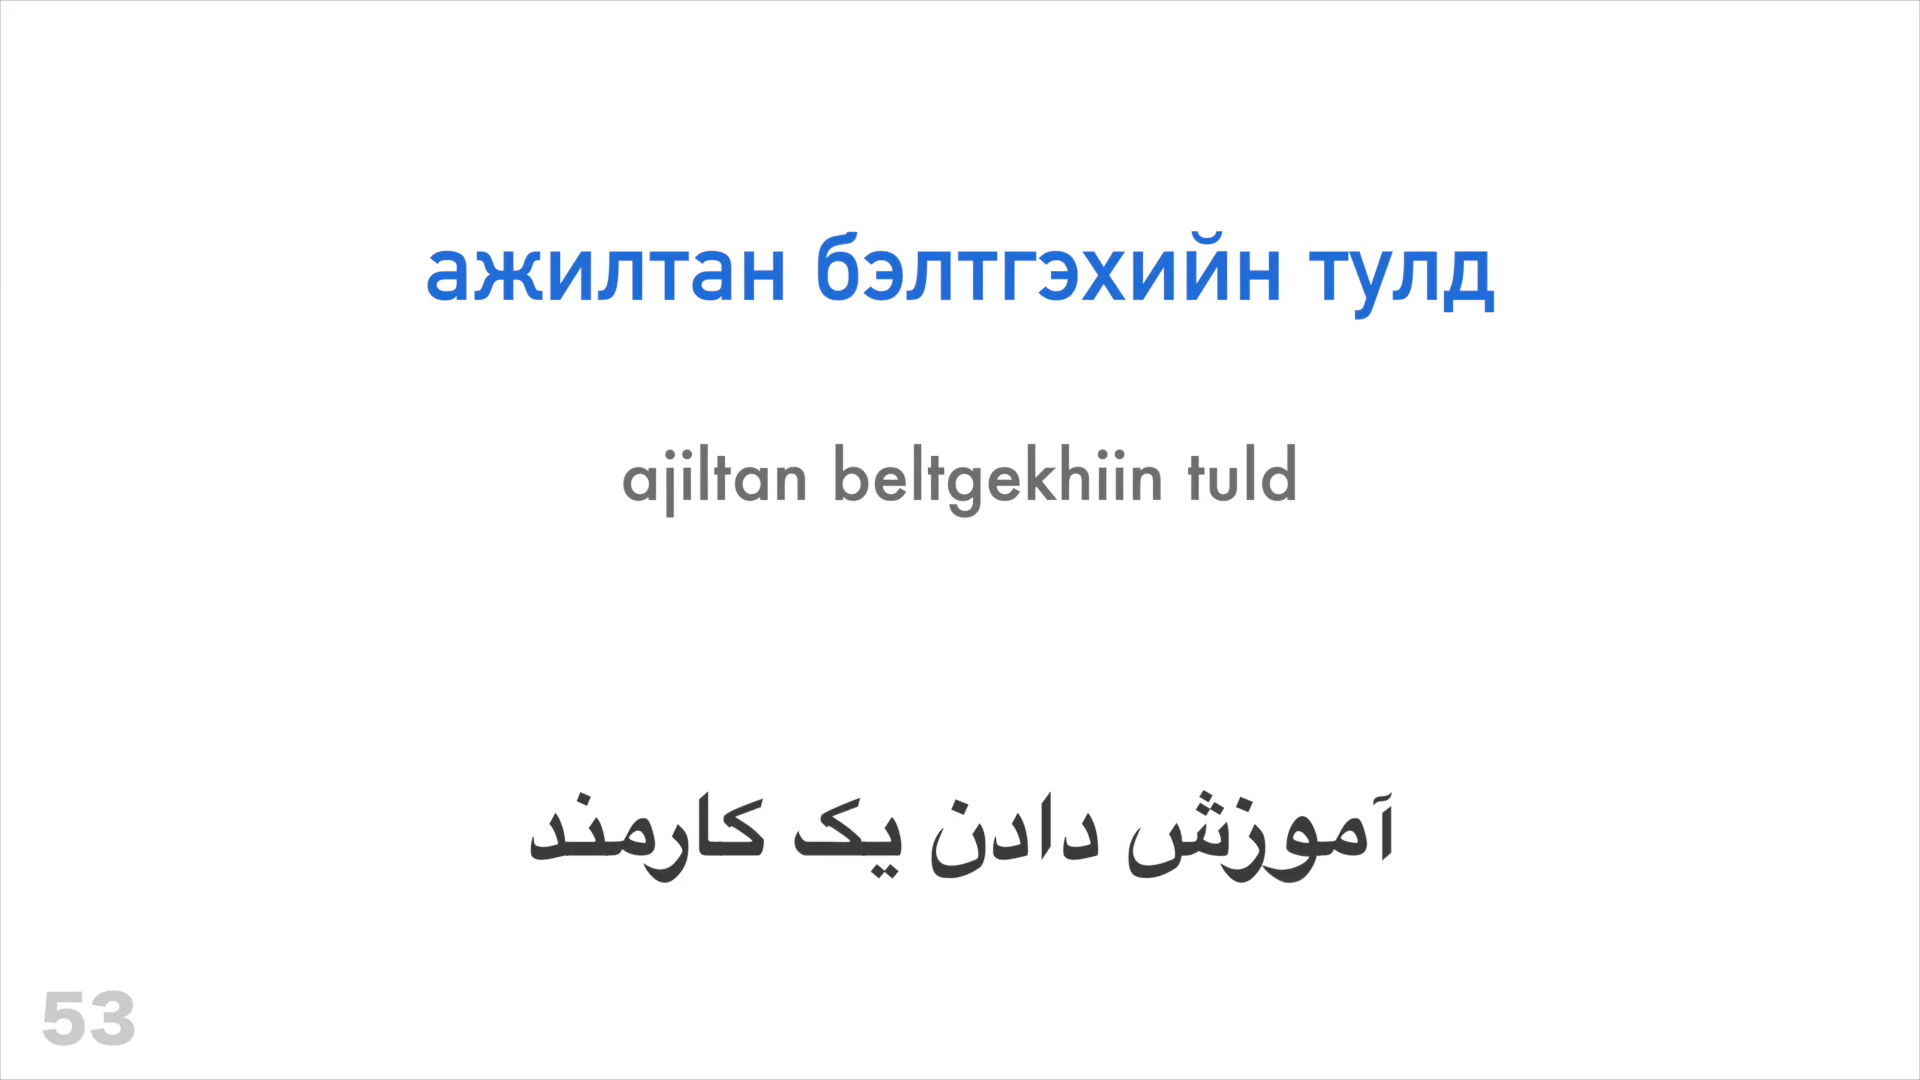 ажилтан бэлтгэхийн тулд
ajiltan beltgekhiin tuld
آموزش دادن یک کارمند
53